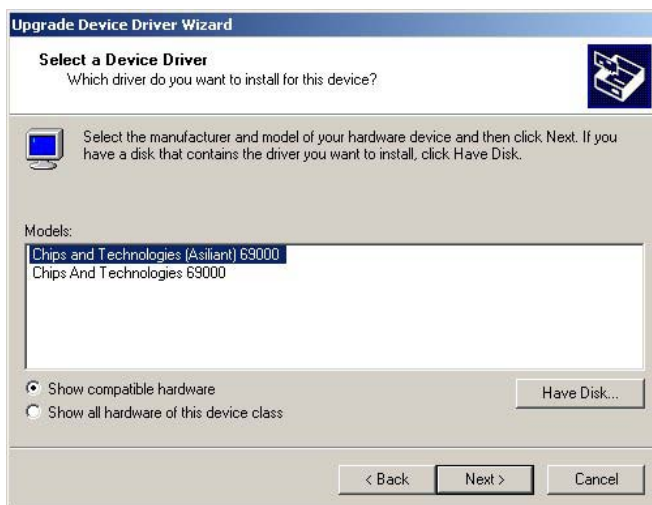 Upgrade Device Driver Wizard
Select a Device Driver
Which driver do you want to install for this device?
Select the manufacturer and model of your hardware device and then click Next. If you
have a disk that contains the driver you want to install, click Have Disk.
Models:
Chips and Technologies (Asiliant) 69000
Chips And Technologies 69000
Show compatible hardware
Show all hardware of this device class
Have Disk...
< Back
Next >
Cancel